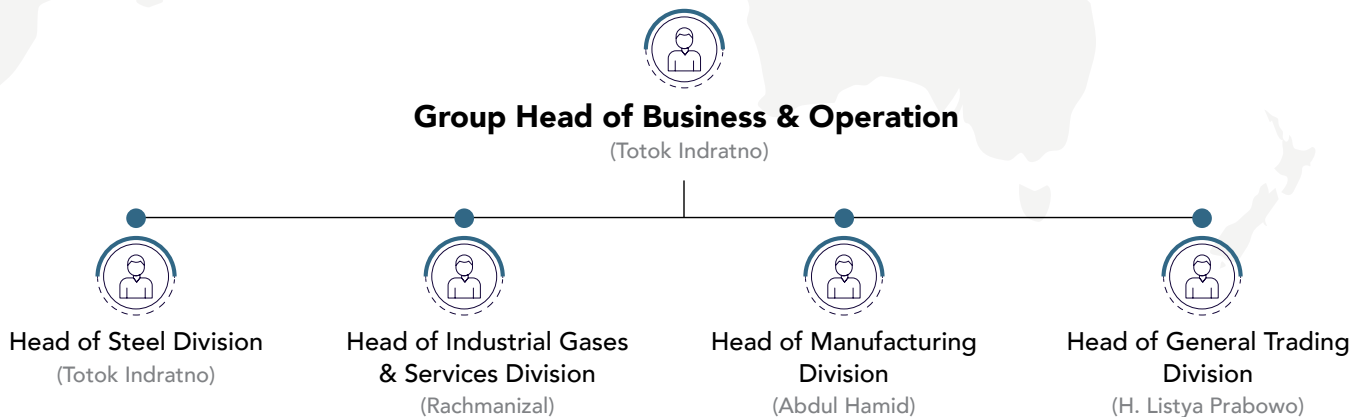 Group Head of Business & Operation
(Totok Indratno)
Head of Steel Division
(Totok Indratno)
Head of Industrial Gases
& Services Division
(Rachmanizal)
Head of Manufacturing
Division
(Abdul Hamid)
Head of General Trading
Division
(H. Listya Prabowo)